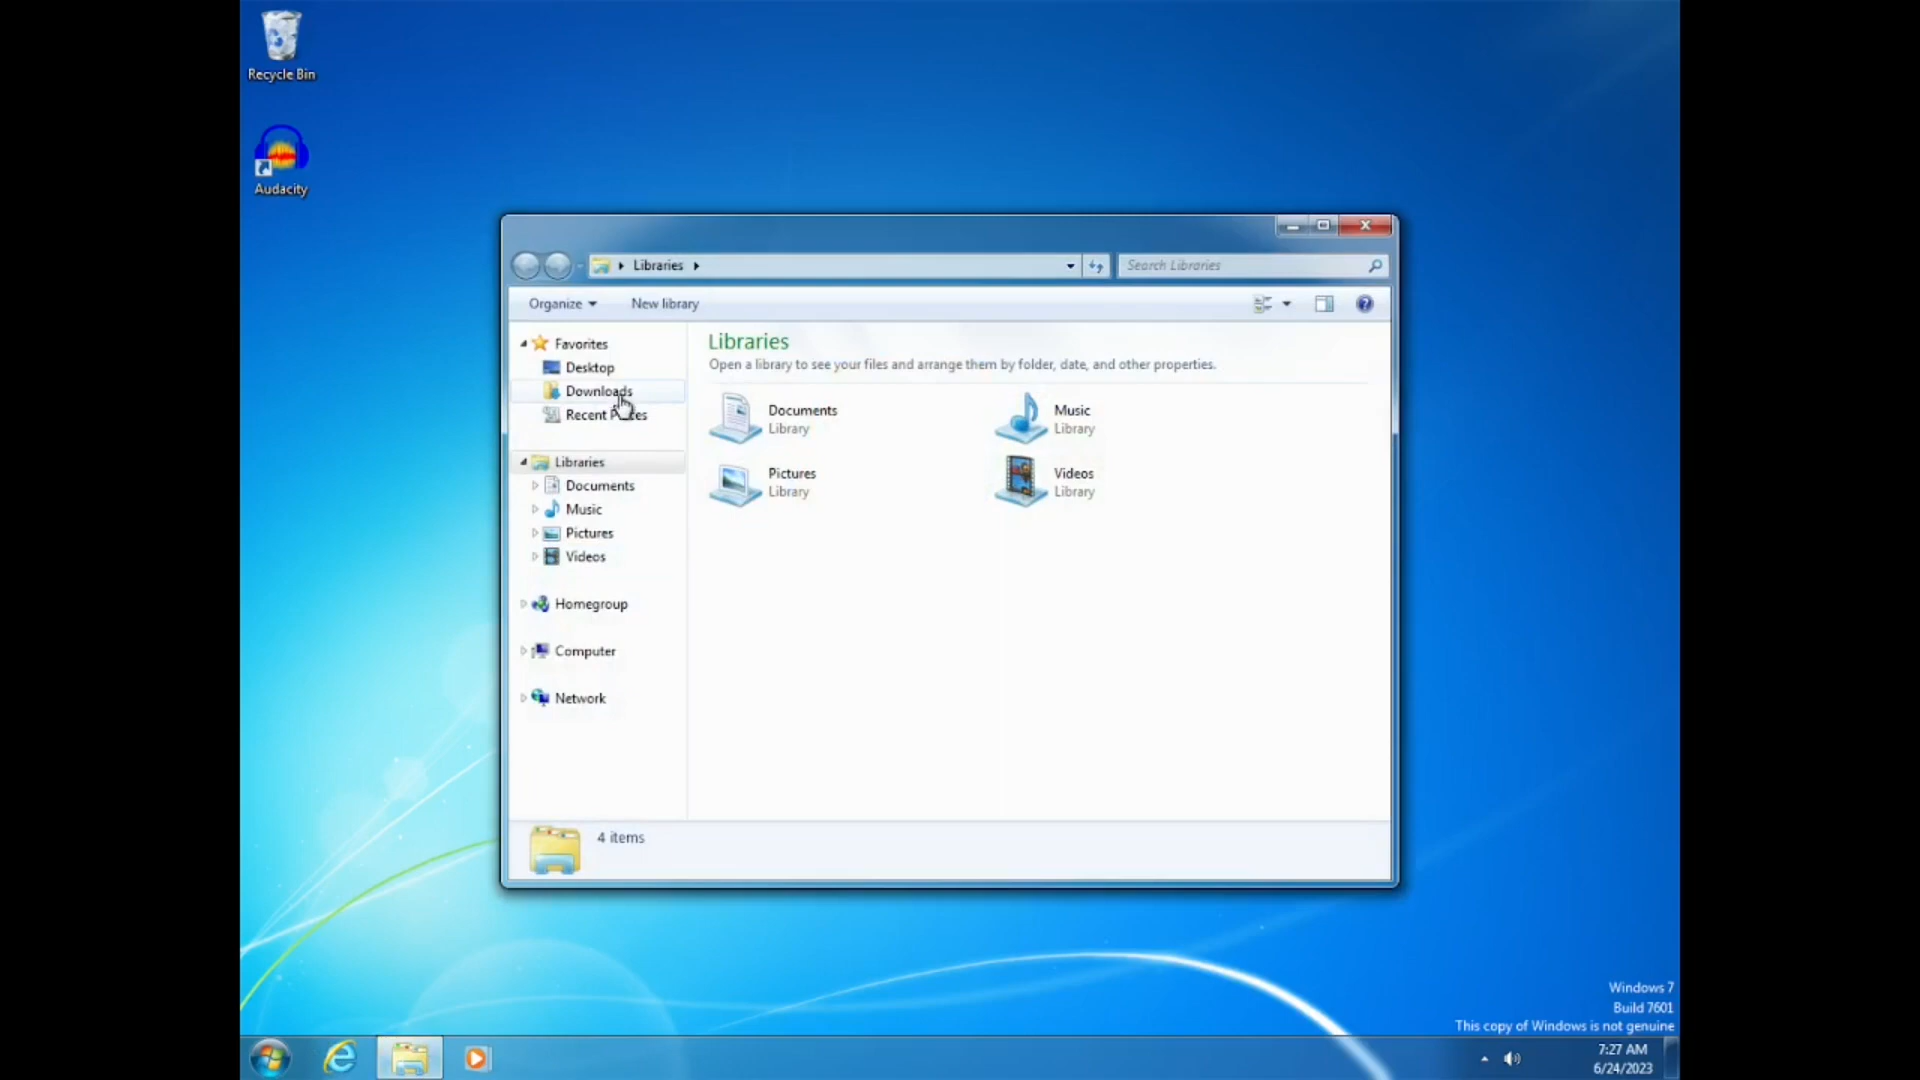 Recycle Bin
Audacity
Libraries
Search Libraries
Organize
New library
Favorites
Desktop
Downloads
Recent Places
Libraries
Documents
Music
Pictures
Videos
Homegroup
Computer
Network
Libraries
Open a library to see your files and arrange them by folder, date, and other properties.
Documents
Library
Music
Library
Pictures
Library
Videos
Library
4 items
Windows 7
Build 7601
This copy of Windows is not genuine
7:27 AM
6/24/2023